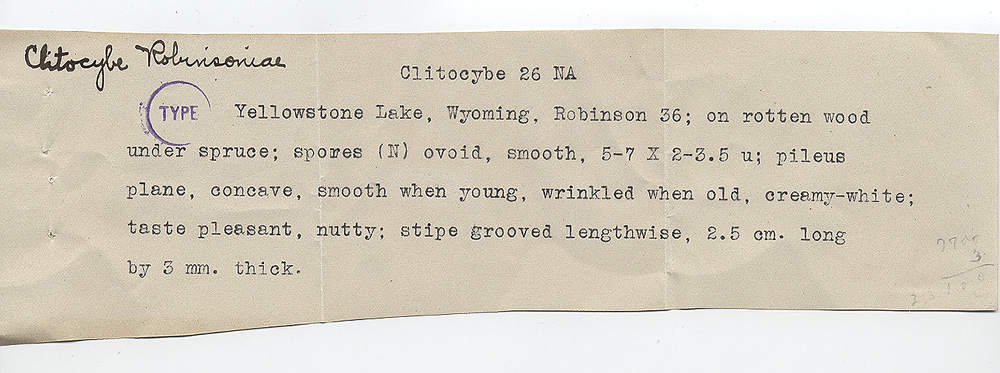 Clitocybe Robinsoniae
Clitocybe 26 NA
TYPE
Yellowstone Lake, Wyoming, Robinson 36; on rotten wood
under spruce; spores (N) ovoid, smooth, 5-7 X 2-3.5 u; pileus
plane, concave, smooth when young, wrinkled when old, creamy-white;
taste pleasant, nutty; stipe grooved lengthwise, 2.5 cm. long
by 3 mm. thick.
3